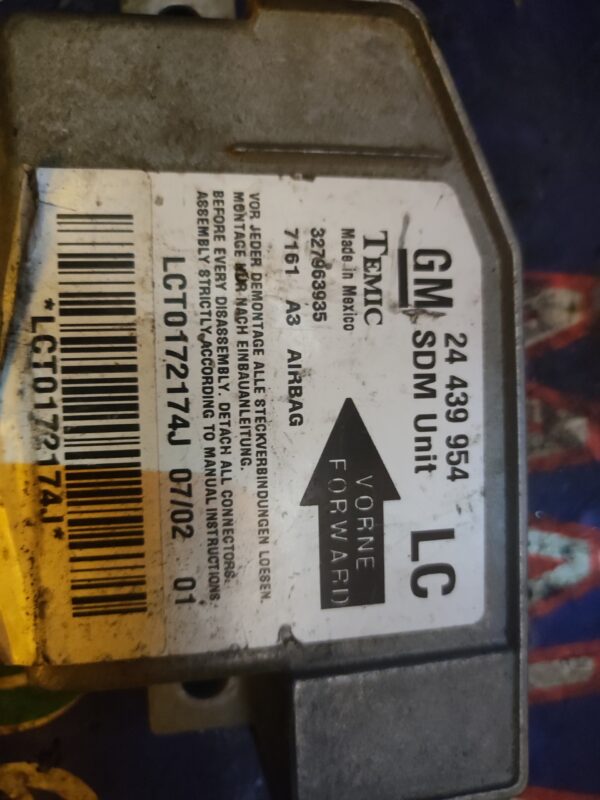 24 439 954
GM SDM Unit LC
TEMIC
Made in Mexico
327963935
7161 A3 AIRBAG
VORNE
FORWARD
VOR JEDER DEMONTAGE ALLE STECKVERBINDUNGEN LOESEN.
MONTAGE NUR NACH EINBAUANLEITUNG.
BEFORE EVERY DISASSEMBLY. DETACH ALL CONNECTORS.
ASSEMBLY STRICTLY ACCORDING TO MANUAL INSTRUCTIONS
LCT0172174J 07/02 01
*LCT0172174J*